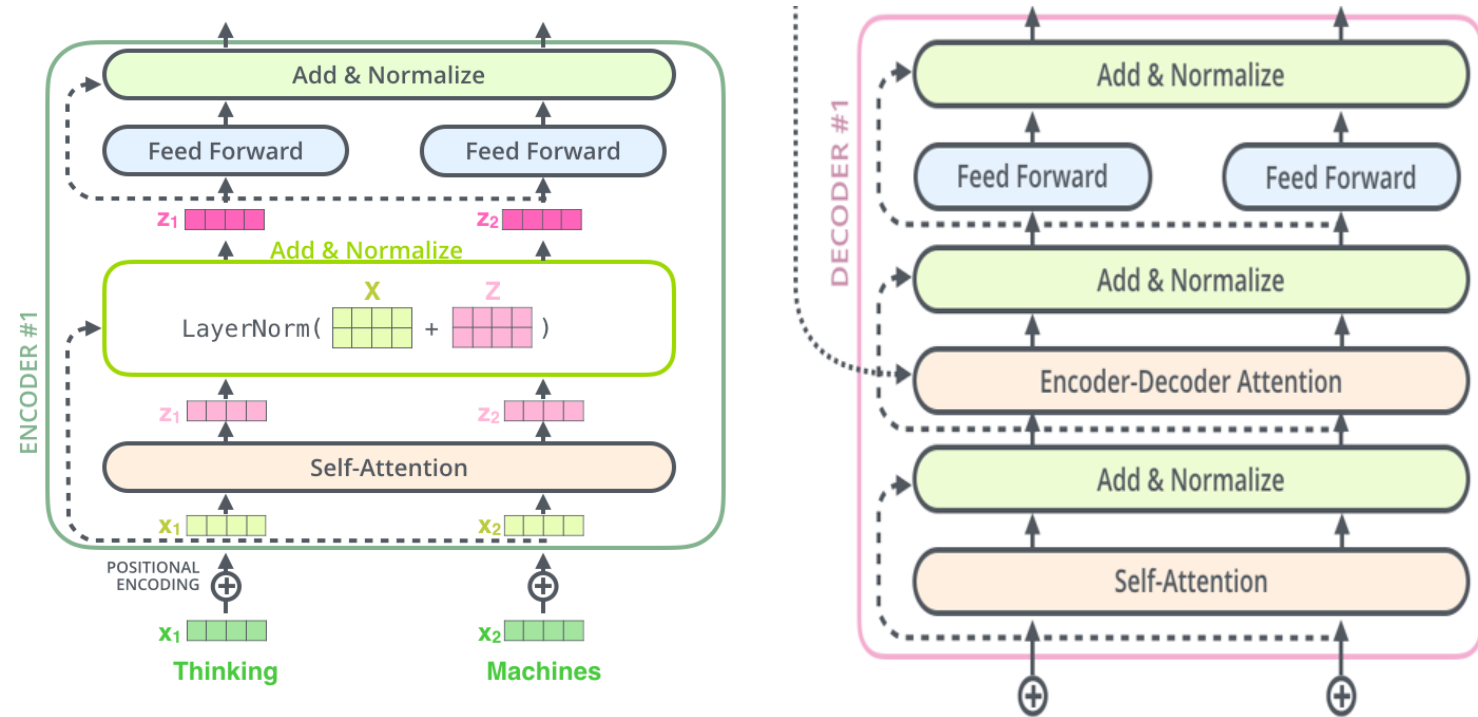 Add & Normalize
Feed Forward
Feed Forward
z1
z2
Add & Normalize
X
Z
LayerNorm( + )
z1
z2
Self-Attention
x1
x2
POSITIONAL
ENCODING
x1
x2
Thinking
Machines
ENCODER #1
DECODER #1
Add & Normalize
Feed Forward
Feed Forward
Add & Normalize
Encoder-Decoder Attention
Add & Normalize
Self-Attention